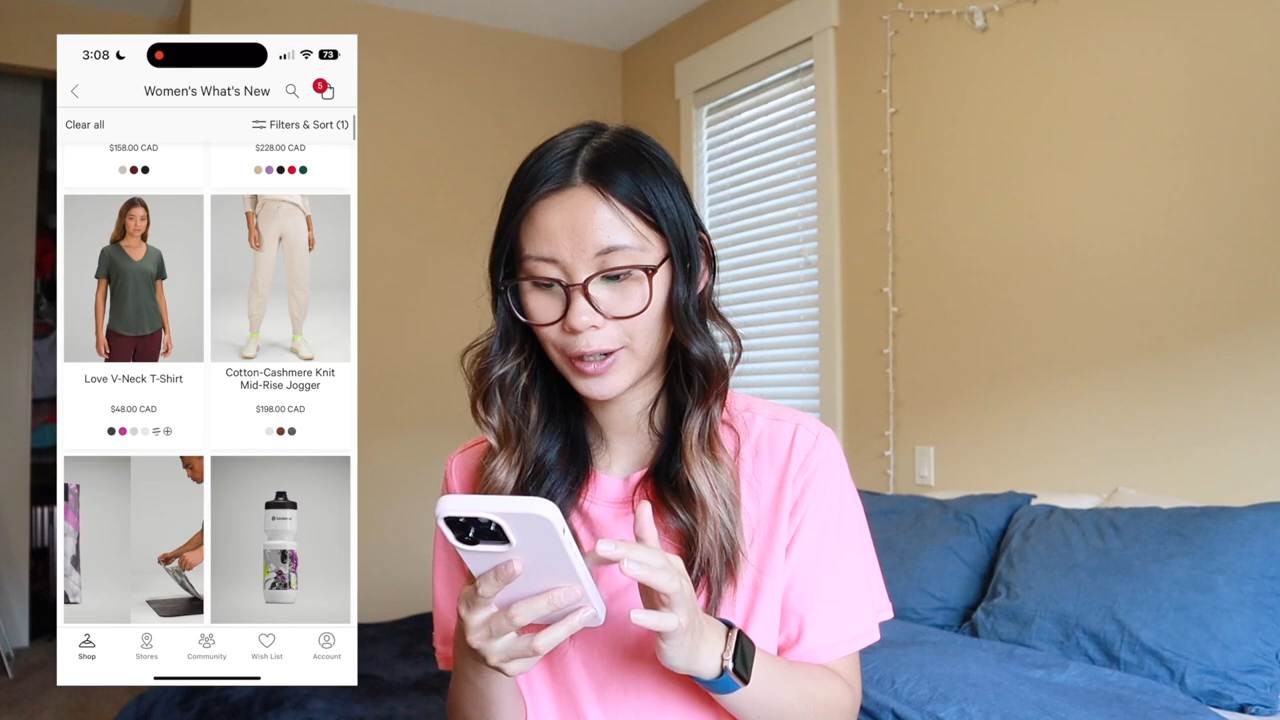 3:08
73
Women's What's New
5
Clear all
Filters & Sort (1)
$158.00 CAD
$228.00 CAD
Love V-Neck T-Shirt
Cotton-Cashmere Knit
Mid-Rise Jogger
$48.00 CAD
$198.00 CAD
Shop
Stores
Community
Wish List
Account